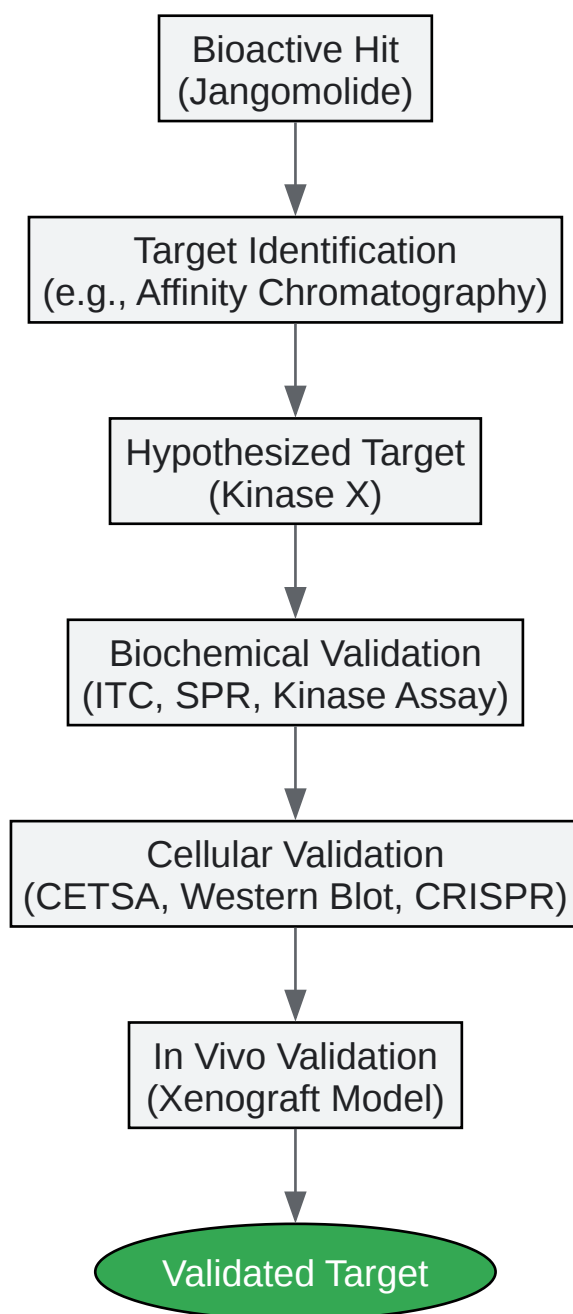 Bioactive Hit
(Jangomolide)
Target Identification
(e.g., Affinity Chromatography)
Hypothesized Target
(Kinase X)
Biochemical Validation
(ITC, SPR, Kinase Assay)
Cellular Validation
(CETSA, Western Blot, CRISPR)
In Vivo Validation
(Xenograft Model)
Validated Target